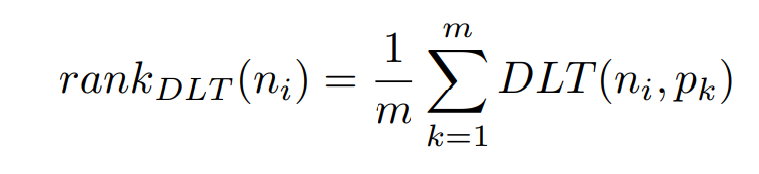 rank_{DLT}(n_i) = \frac{1}{m} \sum_{k=1}^{m} DLT(n_i, p_k)